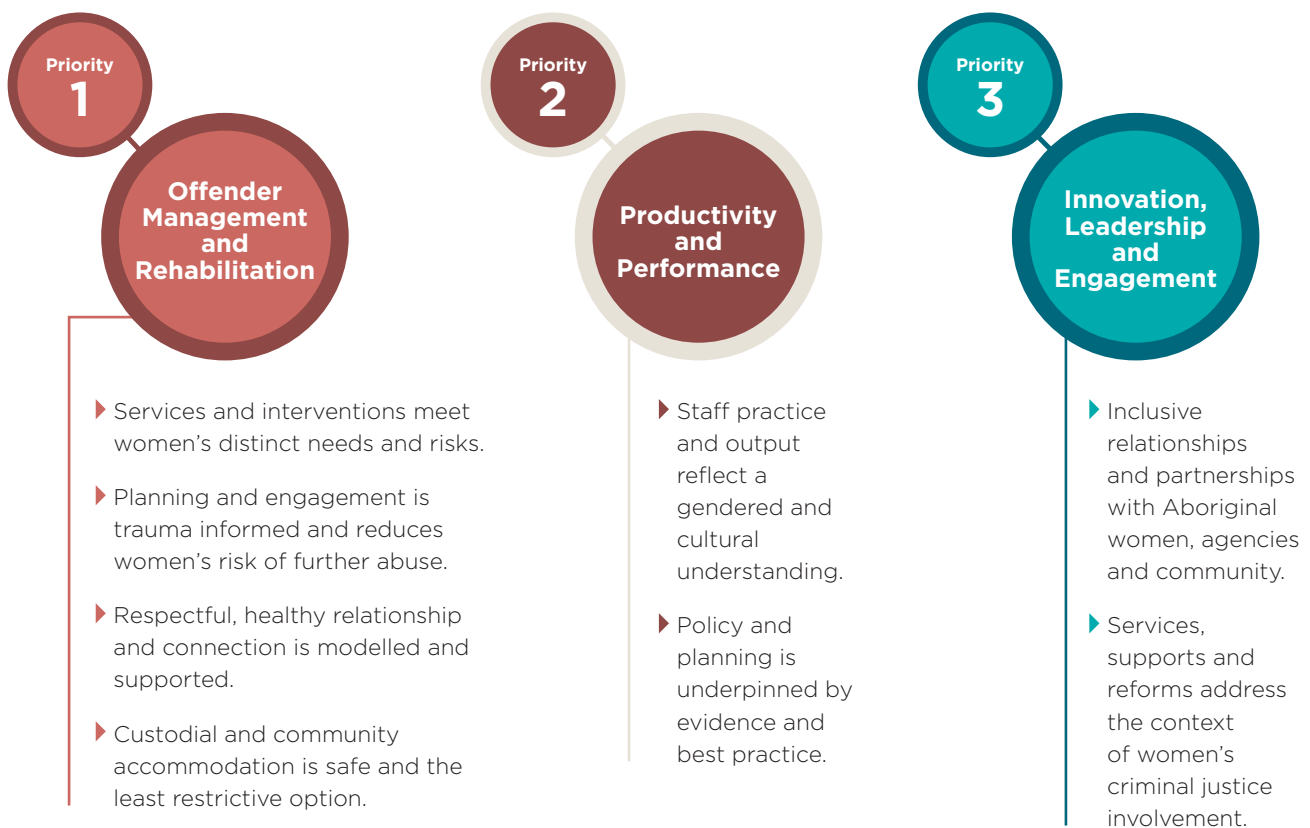 Priority
1
Offender
Management
and
Rehabilitation
Services and interventions meet
women’s distinct needs and risks.
Planning and engagement is
trauma informed and reduces
women’s risk of further abuse.
Respectful, healthy relationship
and connection is modelled and
supported.
Custodial and community
accommodation is safe and the
least restrictive option.
Priority
2
Productivity
and
Performance
Staff practice
and output
reflect a
gendered and
cultural
understanding.
Policy and
planning is
underpinned by
evidence and
best practice.
Priority
3
Innovation,
Leadership
and
Engagement
Inclusive
relationships
and partnerships
with Aboriginal
women, agencies
and community.
Services,
supports and
reforms address
the context
of women’s
criminal justice
involvement.